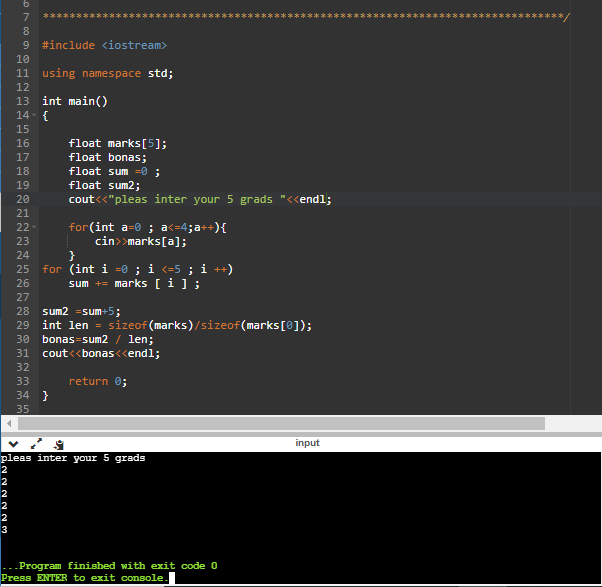 6
7 *******************************************************************************/
8
9 #include <iostream>
10
11 using namespace std;
12
13 int main()
14 {
15
16 float marks[5];
17 float bonas;
18 float sum =0 ;
19 float sum2;
20 cout<<"pleas inter your 5 grads "<<endl;
21
22 for(int a=0 ; a<=4;a++){
23 cin>>marks[a];
24 }
25 for (int i =0 ; i <=5 ; i ++)
26 sum += marks [ i ] ;
27
28 sum2 =sum+5;
29 int len = sizeof(marks)/sizeof(marks[0]);
30 bonas=sum2 / len;
31 cout<<bonas<<endl;
32
33 return 0;
34 }
35
input
pleas inter your 5 grads
2
2
2
2
2
3
...Program finished with exit code 0
Press ENTER to exit console.